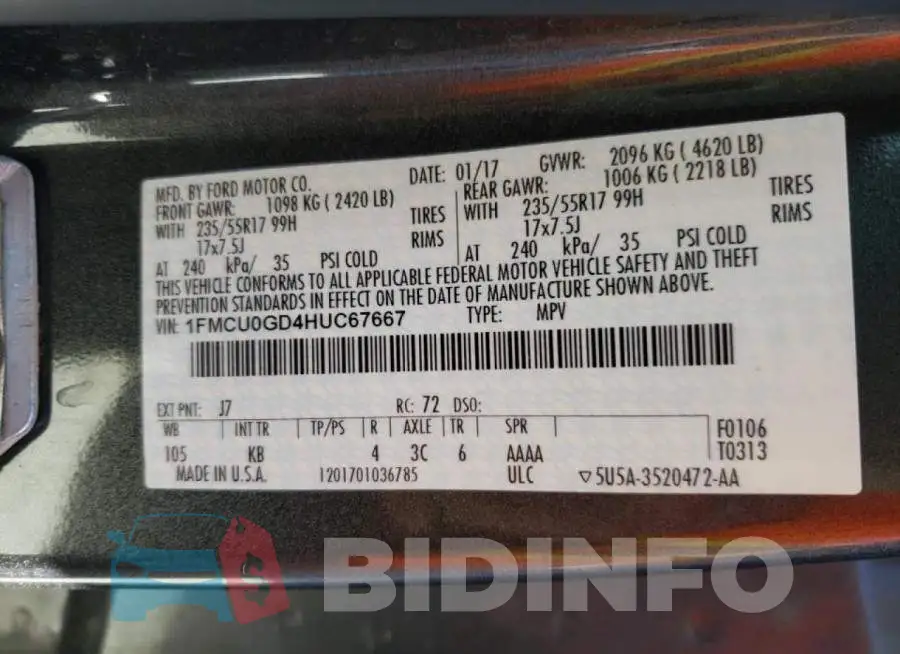 MFD. BY FORD MOTOR CO. DATE: 01/17 GVWR: 2096 KG ( 4620 LB)
FRONT GAWR: 1098 KG ( 2420 LB) REAR GAWR: 1006 KG ( 2218 LB)
WITH 235/55R17 99H TIRES WITH 235/55R17 99H TIRES
17x7.5J RIMS 17x7.5J RIMS
AT 240 kPa/ 35 PSI COLD AT 240 kPa/ 35 PSI COLD
THIS VEHICLE CONFORMS TO ALL APPLICABLE FEDERAL MOTOR VEHICLE SAFETY AND THEFT
PREVENTION STANDARDS IN EFFECT ON THE DATE OF MANUFACTURE SHOWN ABOVE.
VIN: 1FMCU0GD4HUC67667 TYPE: MPV
EXT PNT: J7 RC: 72 DSO:
WB INT TR TP/PS R AXLE TR SPR F0106
105 KB 4 3C 6 AAAA T0313
MADE IN U.S.A. 1201701036785 ULC ▽5U5A-3520472-AA
BIDINFO